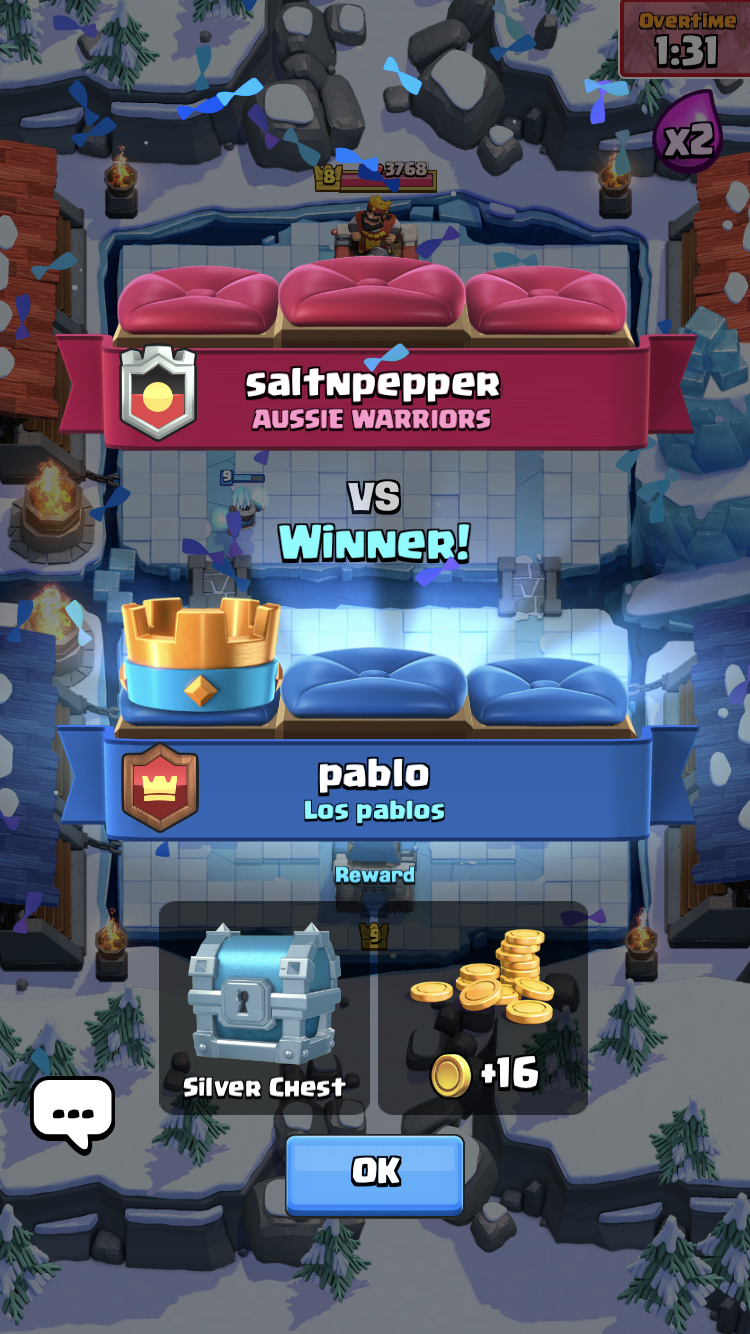 Overtime
1:31
x2
8
3768
saltnpepper
AUSSIE WARRIORS
9
VS
Winner!
pablo
Los pablos
Reward
9
Silver Chest
+16
OK